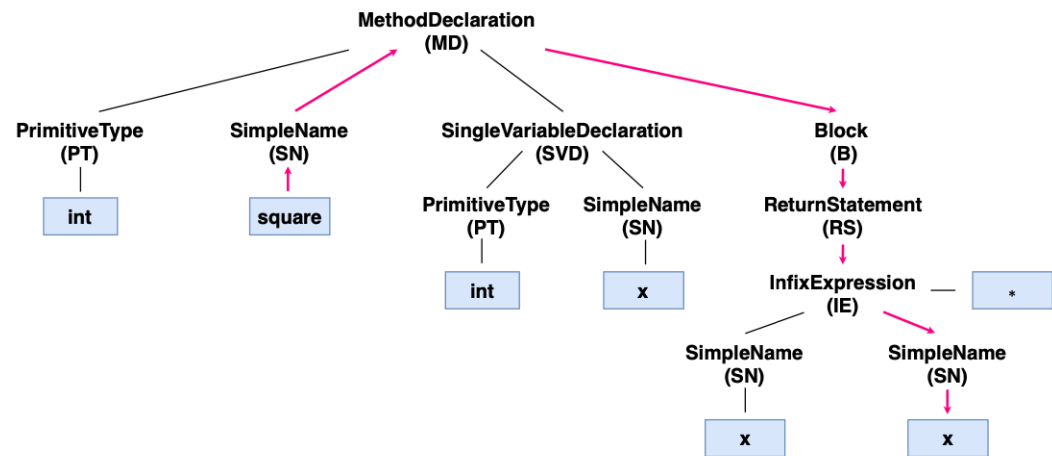 MethodDeclaration
(MD)
PrimitiveType
(PT)
SimpleName
(SN)
SingleVariableDeclaration
(SVD)
Block
(B)
int
square
PrimitiveType
(PT)
SimpleName
(SN)
ReturnStatement
(RS)
int
x
InfixExpression
(IE)
*
SimpleName
(SN)
SimpleName
(SN)
x
x